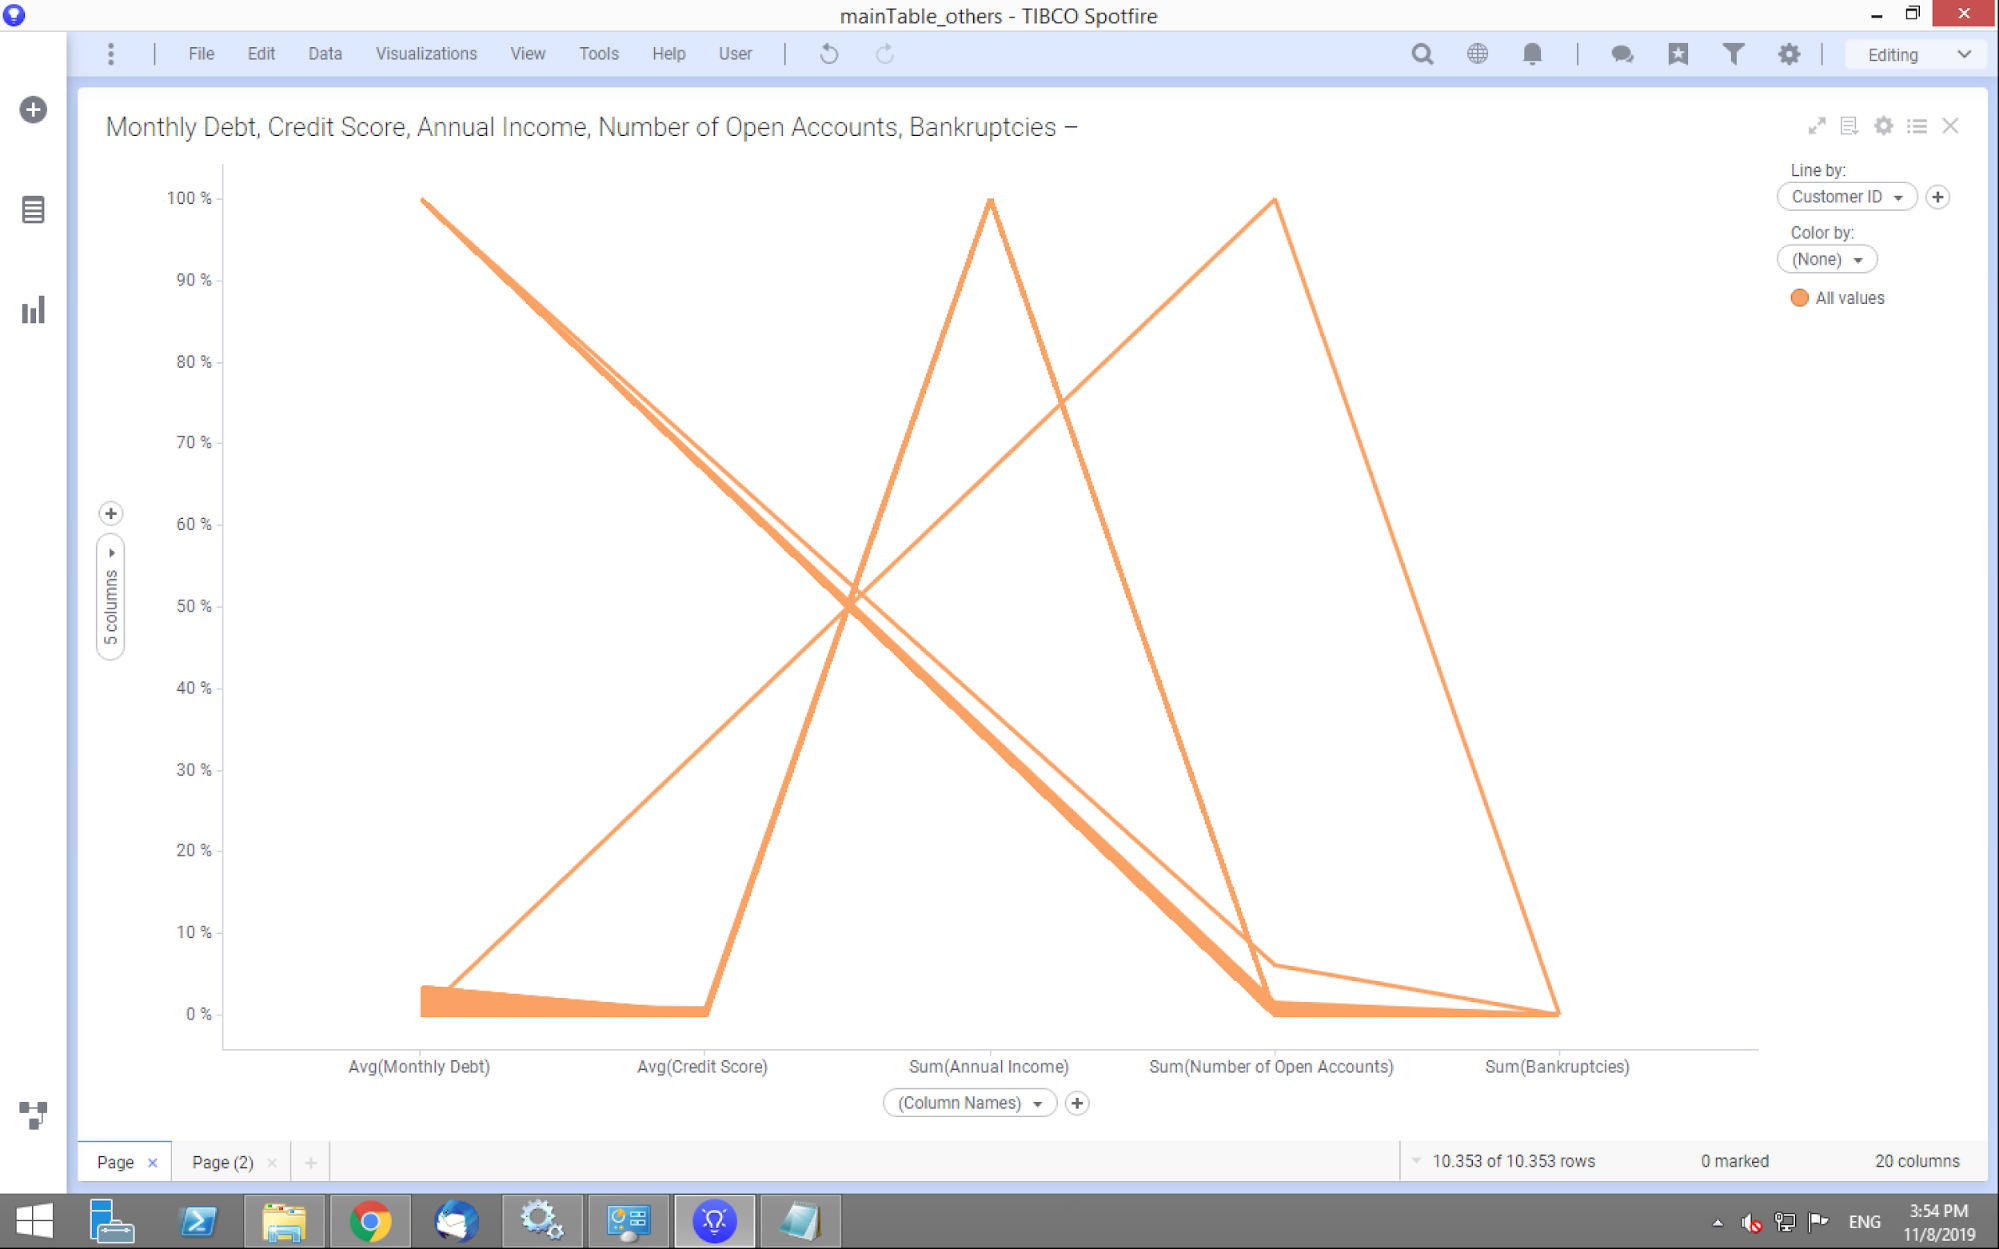 mainTable_others - TIBCO Spotfire
File Edit Data Visualizations View Tools Help User Editing
Monthly Debt, Credit Score, Annual Income, Number of Open Accounts, Bankruptcies –
Line by:
Customer ID
Color by:
(None)
All values
100 %
90 %
80 %
70 %
60 %
50 %
40 %
30 %
20 %
10 %
0 %
5 columns
Avg(Monthly Debt) Avg(Credit Score) Sum(Annual Income) Sum(Number of Open Accounts) Sum(Bankruptcies)
(Column Names)
Page Page (2) 10.353 of 10.353 rows 0 marked 20 columns
ENG
3:54 PM
11/8/2019